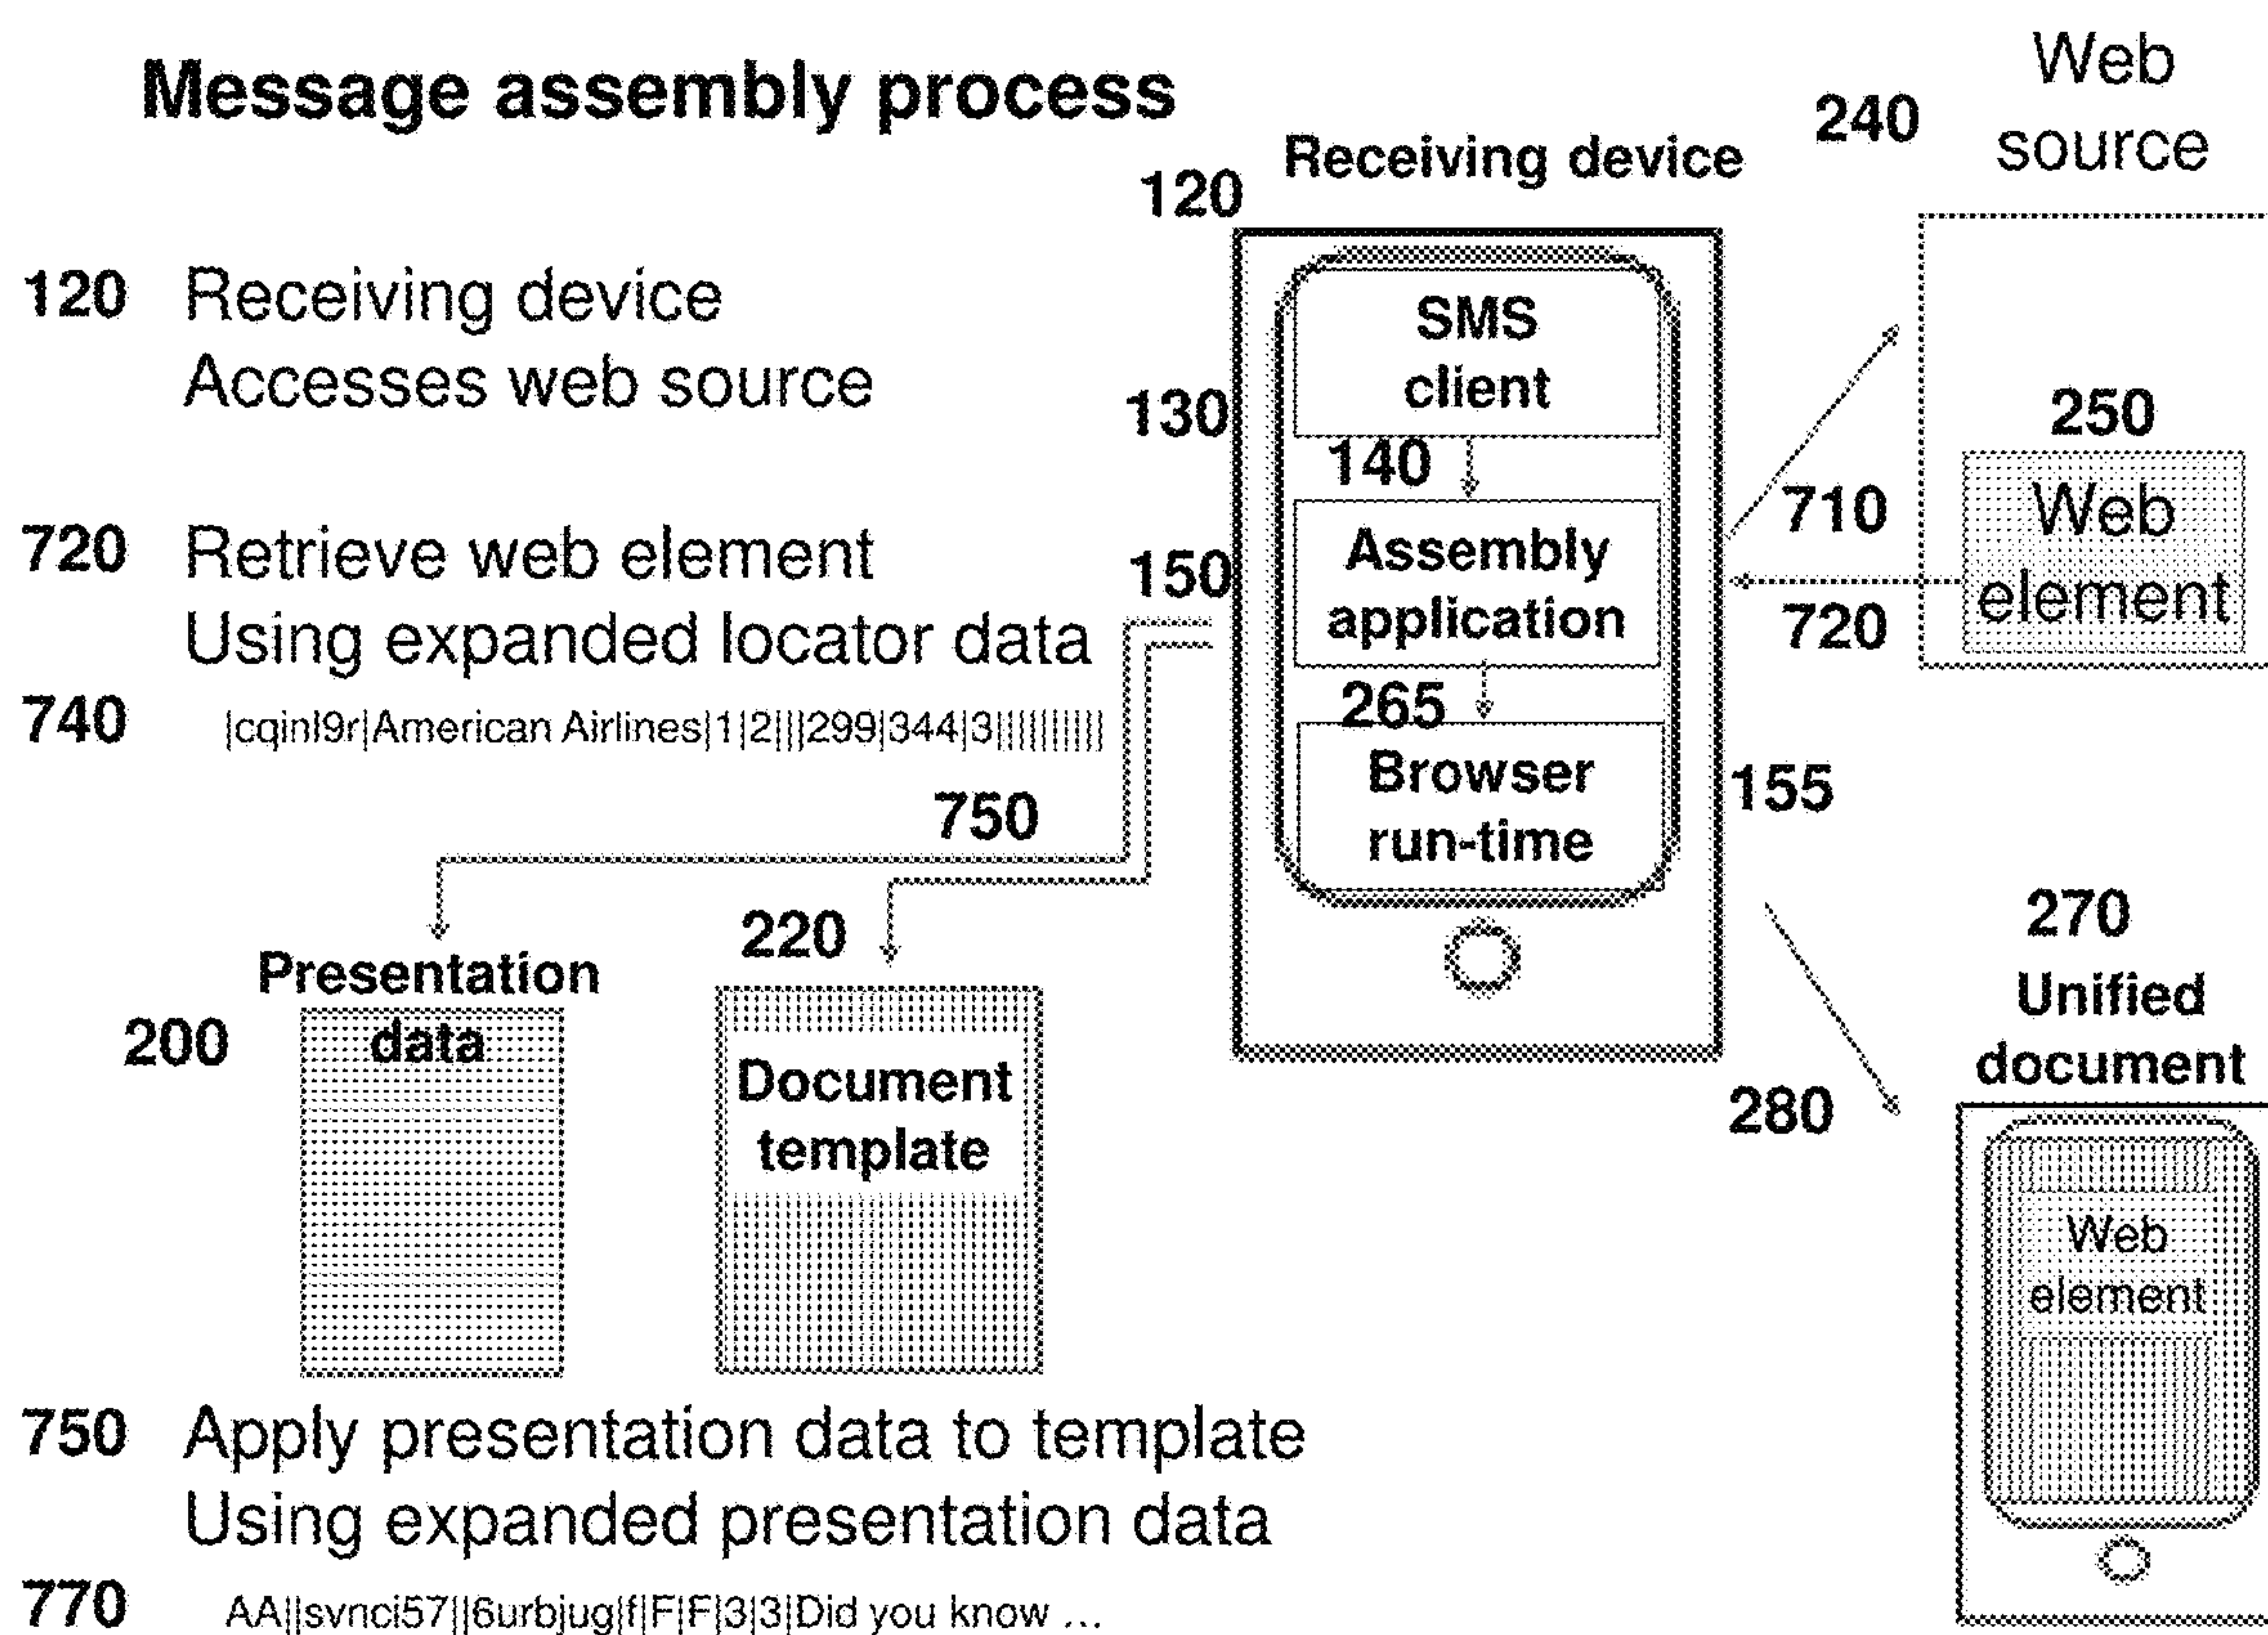 Message assembly process
240
Web
source
Receiving device
120
120 Receiving device
Accesses web source
SMS
client
130
140
250
Web
element
710
720
720 Retrieve web element
Using expanded locator data
150
Assembly
application
740 |cqinl9r|American Airlines|1|2|||299|344|3|||||||||||
265
Browser
run-time
155
750
220
Presentation
data
200
Document
template
270
Unified
document
280
Web
element
750 Apply presentation data to template
Using expanded presentation data
770 AA||svnci57||6urbjug|f|F|F|3|3|Did you know ...